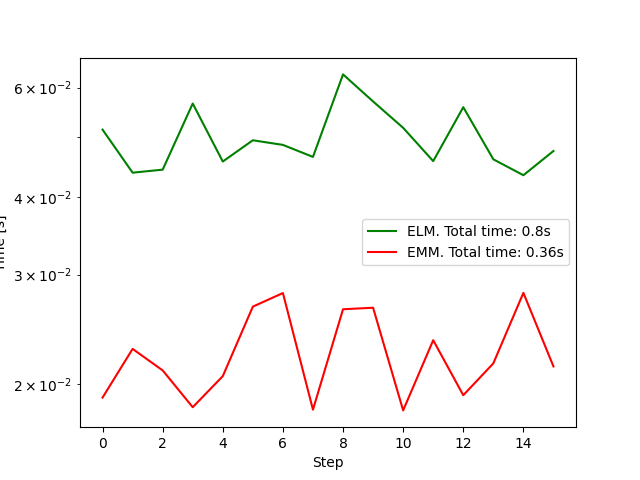 6 × 10⁻²
4 × 10⁻²
3 × 10⁻²
2 × 10⁻²
Time [s]
ELM. Total time: 0.8s
EMM. Total time: 0.36s
0 2 4 6 8 10 12 14
Step